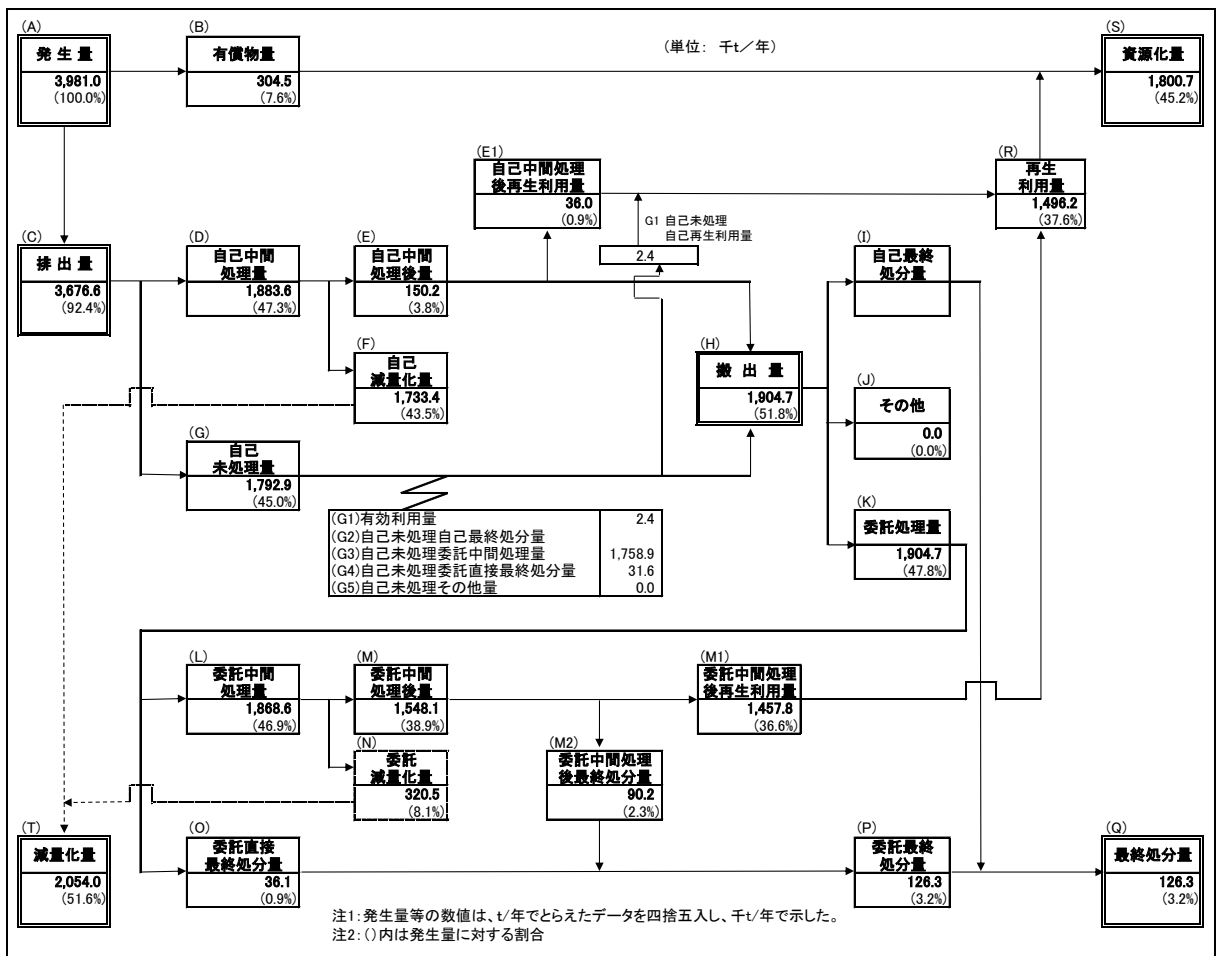 (A)
発 生 量
3,981.0
(100.0%)
(B)
有償物量
304.5
(7.6%)
(単位： 千t／年)
(S)
資源化量
1,800.7
(45.2%)
(E1)
自己中間処理
後再生利用量
36.0
(0.9%)
(R)
再生
利用量
1,496.2
(37.6%)
G1 自己未処理
自己再生利用量
2.4
(C)
排 出 量
3,676.6
(92.4%)
(D)
自己中間
処理量
1,883.6
(47.3%)
(E)
自己中間
処理後量
150.2
(3.8%)
(I)
自己最終
処分量
(F)
自己
減量化量
1,733.4
(43.5%)
(H)
搬 出 量
1,904.7
(51.8%)
(J)
その他
0.0
(0.0%)
(G)
自己
未処理量
1,792.9
(45.0%)
(G1)有効利用量 2.4
(G2)自己未処理自己最終処分量
(G3)自己未処理委託中間処理量 1,758.9
(G4)自己未処理委託直接最終処分量 31.6
(G5)自己未処理その他量 0.0
(K)
委託処理量
1,904.7
(47.8%)
(L)
委託中間
処理量
1,868.6
(46.9%)
(M)
委託中間
処理後量
1,548.1
(38.9%)
(M1)
委託中間処理
後再生利用量
1,457.8
(36.6%)
(N)
委託
減量化量
320.5
(8.1%)
(M2)
委託中間処理
後最終処分量
90.2
(2.3%)
(T)
減量化量
2,054.0
(51.6%)
(O)
委託直接
最終処分量
36.1
(0.9%)
(P)
委託最終
処分量
126.3
(3.2%)
(Q)
最終処分量
126.3
(3.2%)
注1：発生量等の数値は、t/年でとらえたデータを四捨五入し、千t/年で示した。
注2：()内は発生量に対する割合